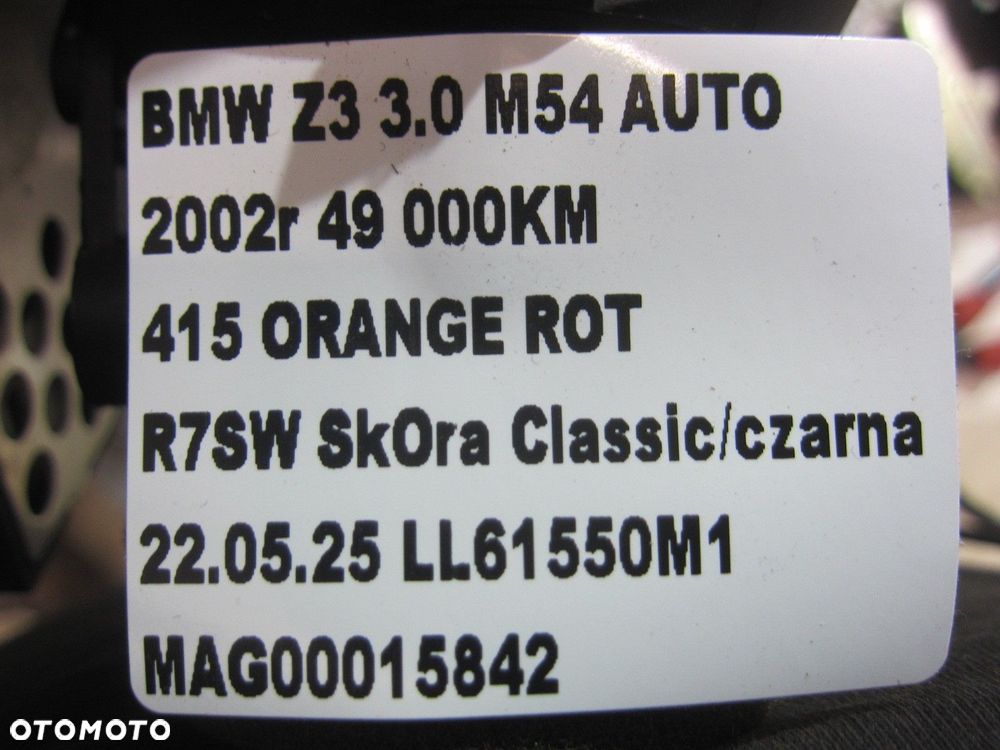 BMW Z3 3.0 M54 AUTO
2002r 49 000KM
415 ORANGE ROT
R7SW SkOra Classic/czarna
22.05.25 LL61550M1
MAG00015842
OTOMOTO